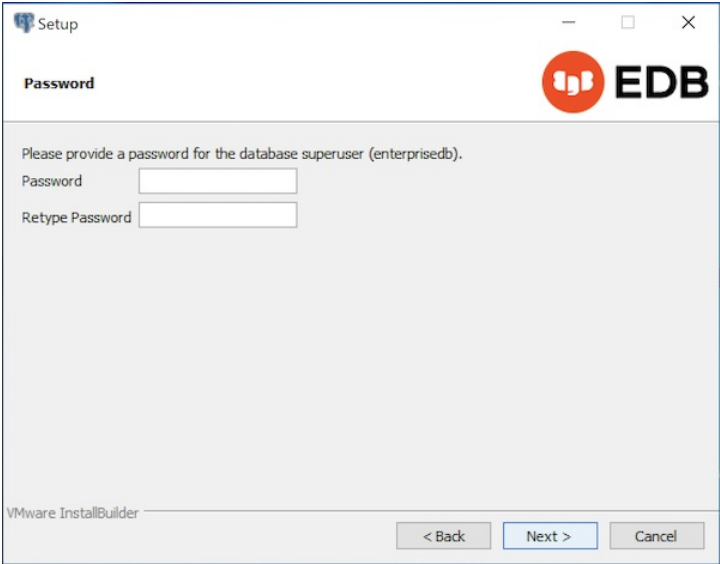 Setup
Password
EDB
Please provide a password for the database superuser (enterprisedb).
Password
Retype Password
VMware InstallBuilder
< Back
Next >
Cancel